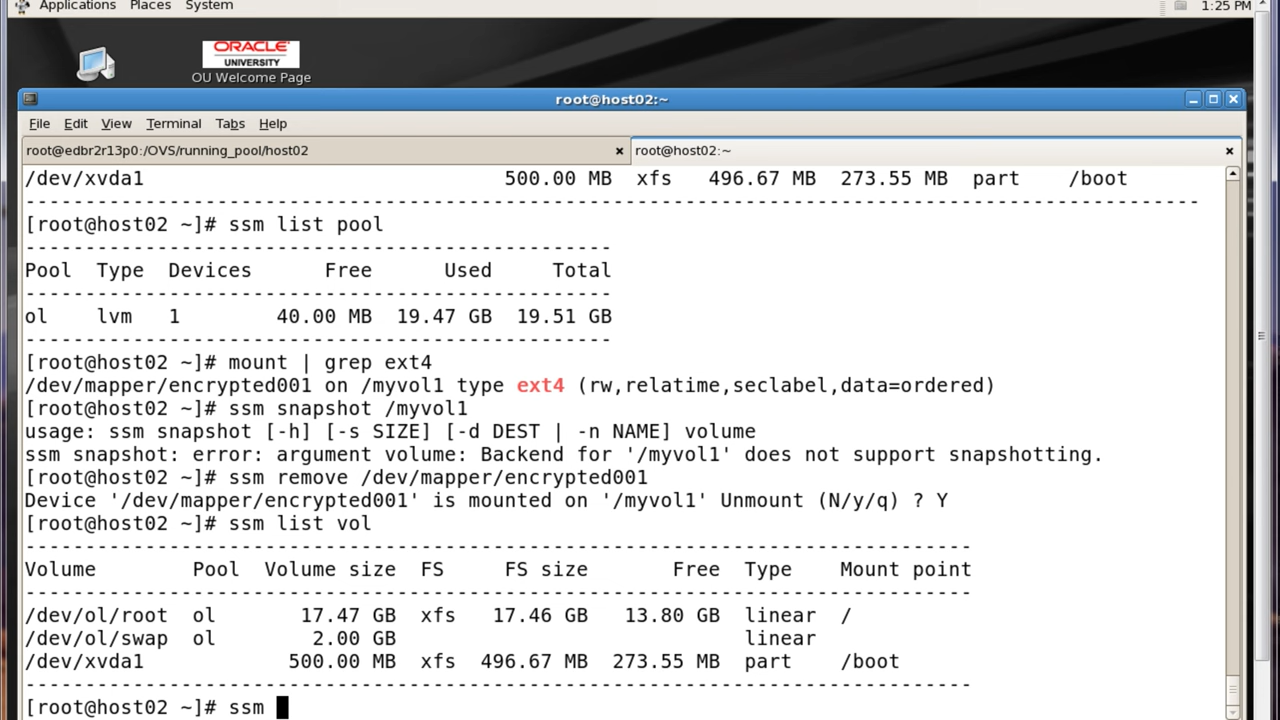 Applications Places System 1:25 PM
ORACLE
UNIVERSITY
OU Welcome Page
root@host02:~
File Edit View Terminal Tabs Help
root@edbr2r13p0:/OVS/running_pool/host02 root@host02:~
/dev/xvda1 500.00 MB xfs 496.67 MB 273.55 MB part /boot
--------------------------------------------------------------------------------------------------
[root@host02 ~]# ssm list pool
-------------------------------------------------
Pool Type Devices Free Used Total
-------------------------------------------------
ol lvm 1 40.00 MB 19.47 GB 19.51 GB
-------------------------------------------------
[root@host02 ~]# mount | grep ext4
/dev/mapper/encrypted001 on /myvol1 type ext4 (rw,relatime,seclabel,data=ordered)
[root@host02 ~]# ssm snapshot /myvol1
usage: ssm snapshot [-h] [-s SIZE] [-d DEST | -n NAME] volume
ssm snapshot: error: argument volume: Backend for '/myvol1' does not support snapshotting.
[root@host02 ~]# ssm remove /dev/mapper/encrypted001
Device '/dev/mapper/encrypted001' is mounted on '/myvol1' Unmount (N/y/q) ? Y
[root@host02 ~]# ssm list vol
-------------------------------------------------------------------------------
Volume Pool Volume size FS FS size Free Type Mount point
-------------------------------------------------------------------------------
/dev/ol/root ol 17.47 GB xfs 17.46 GB 13.80 GB linear /
/dev/ol/swap ol 2.00 GB linear
/dev/xvda1 500.00 MB xfs 496.67 MB 273.55 MB part /boot
-------------------------------------------------------------------------------
[root@host02 ~]# ssm